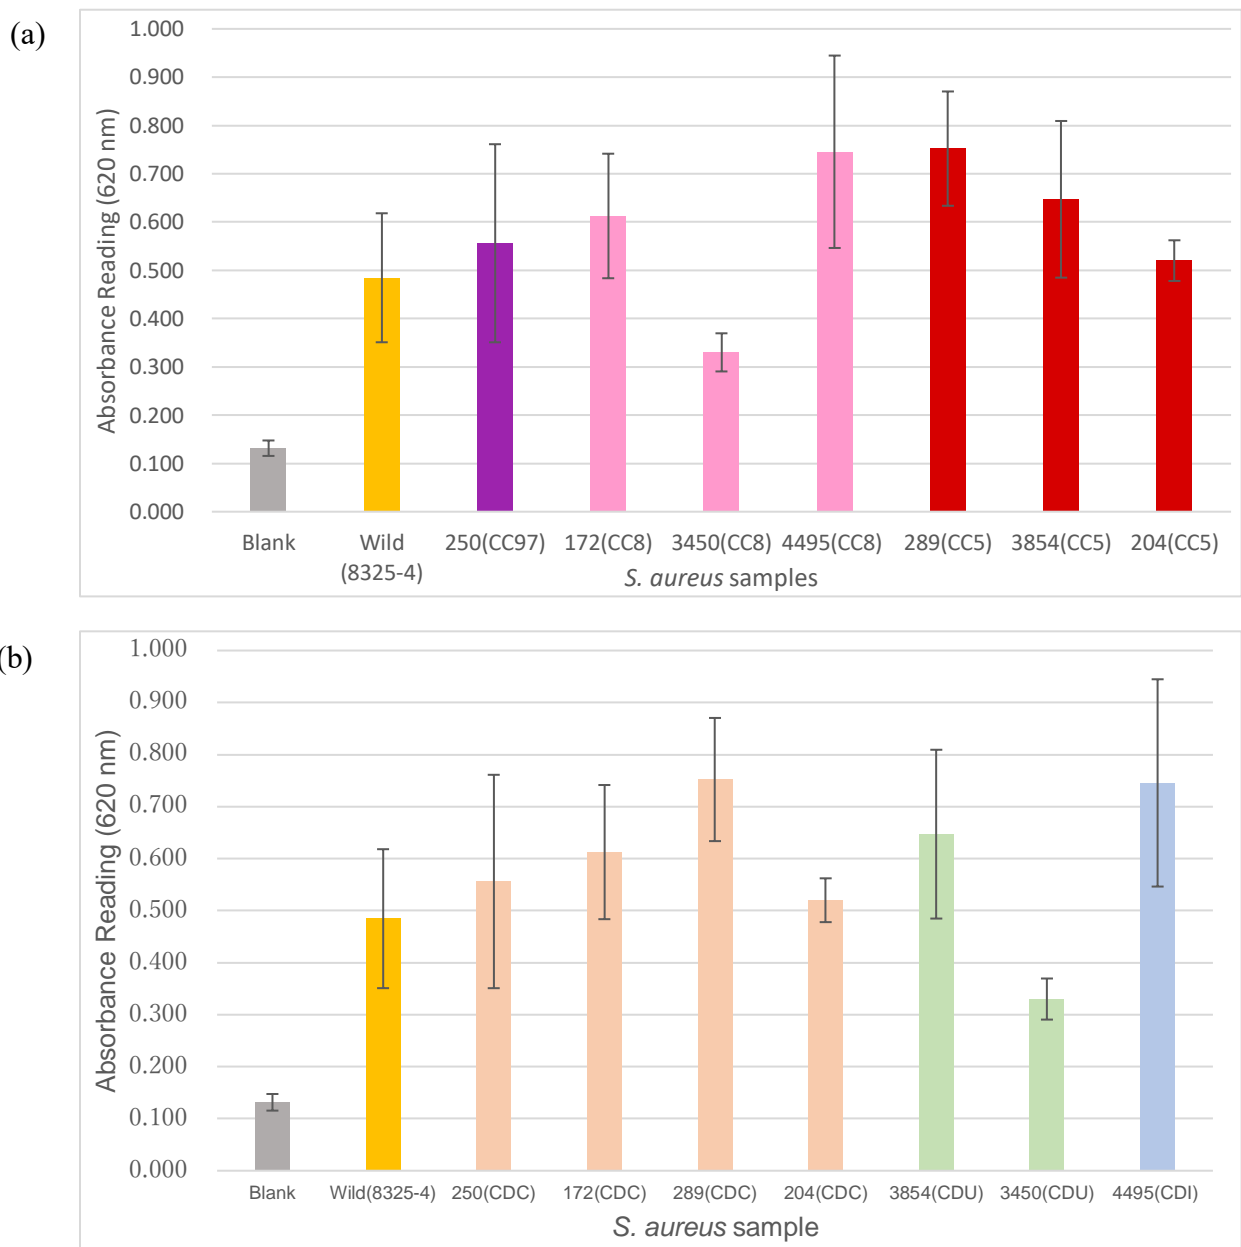 (a)
1.000
0.900
0.800
0.700
0.600
0.500
0.400
0.300
0.200
0.100
0.000
Absorbance Reading (620 nm)
Blank Wild 250(CC97) 172(CC8) 3450(CC8) 4495(CC8) 289(CC5) 3854(CC5) 204(CC5)
(8325-4)
S. aureus samples
(b)
1.000
0.900
0.800
0.700
0.600
0.500
0.400
0.300
0.200
0.100
0.000
Absorbance Reading (620 nm)
Blank Wild(8325-4) 250(CDC) 172(CDC) 289(CDC) 204(CDC) 3854(CDU) 3450(CDU) 4495(CDI)
S. aureus sample